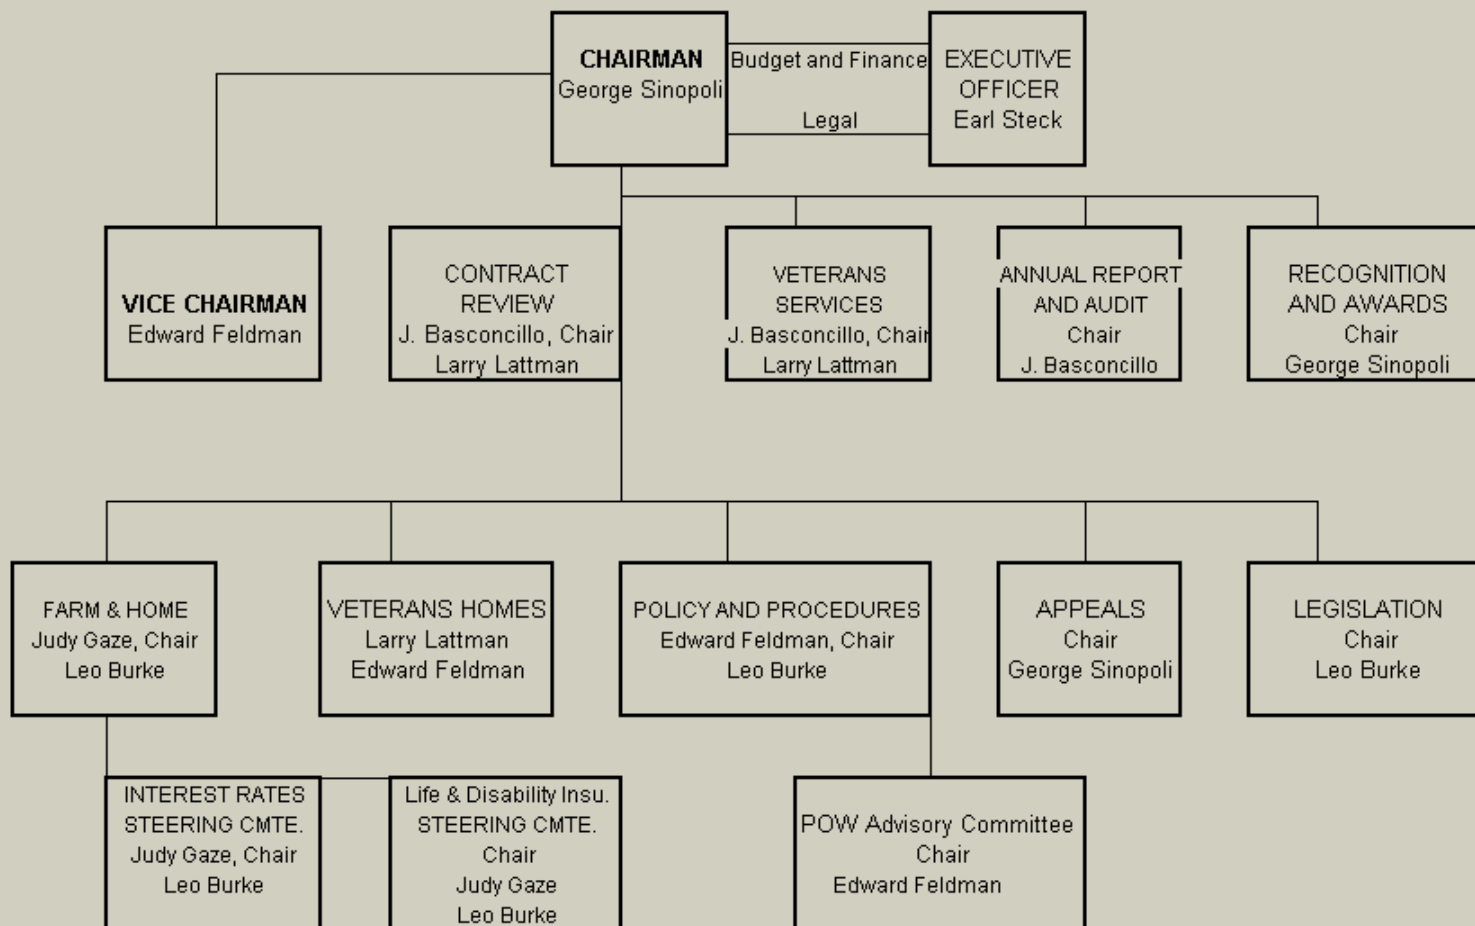 CHAIRMAN
George Sinopoli
Budget and Finance
Legal
EXECUTIVE
OFFICER
Earl Steck
VICE CHAIRMAN
Edward Feldman
CONTRACT
REVIEW
J. Basconcillo, Chair
Larry Lattman
VETERANS
SERVICES
J. Basconcillo, Chair
Larry Lattman
ANNUAL REPORT
AND AUDIT
Chair
J. Basconcillo
RECOGNITION
AND AWARDS
Chair
George Sinopoli
FARM & HOME
Judy Gaze, Chair
Leo Burke
VETERANS HOMES
Larry Lattman
Edward Feldman
POLICY AND PROCEDURES
Edward Feldman, Chair
Leo Burke
APPEALS
Chair
George Sinopoli
LEGISLATION
Chair
Leo Burke
INTEREST RATES
STEERING CMTE.
Judy Gaze, Chair
Leo Burke
Life & Disability Insu.
STEERING CMTE.
Chair
Judy Gaze
Leo Burke
POW Advisory Committee
Chair
Edward Feldman